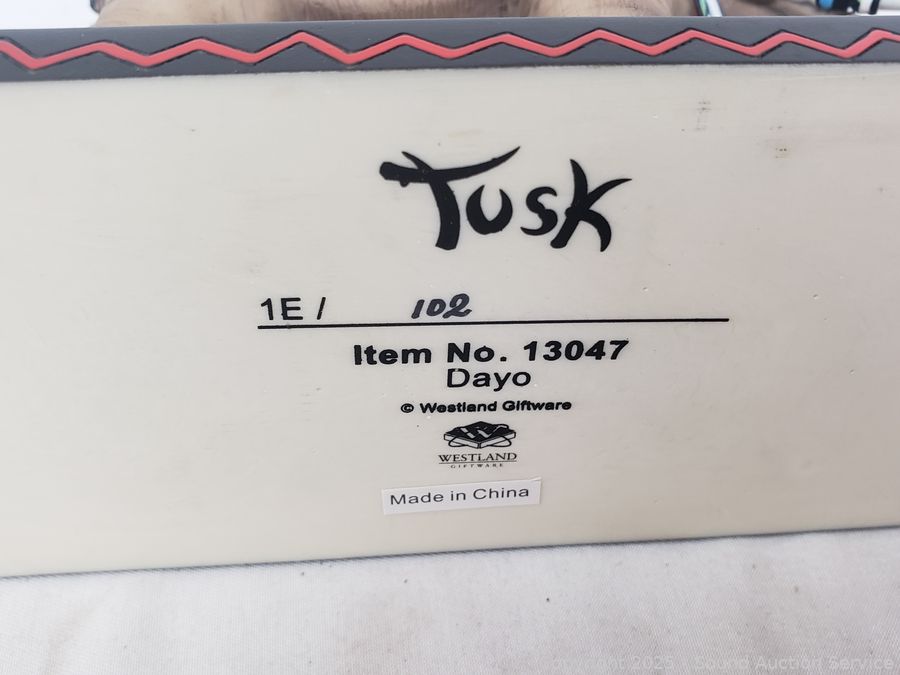 Tusk
1E / 102
Item No. 13047
Dayo
© Westland Giftware
WESTLAND
GIFTWARE
Made in China
Copyright 2025 - Sound Auction Service